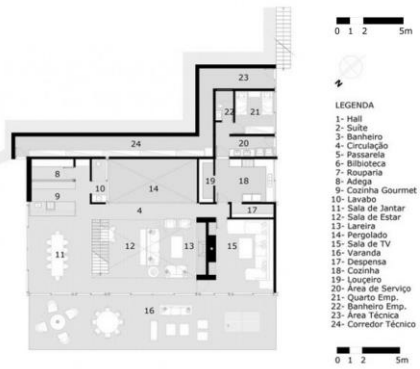 0 1 2 5m
N
LEGENDA
1- Hall
2- Suíte
3- Banheiro
4- Circulação
5- Passarela
6- Bilbioteca
7- Rouparia
8- Adega
9- Cozinha Gourmet
10- Lavabo
11- Sala de Jantar
12- Sala de Estar
13- Lareira
14- Pergolado
15- Sala de TV
16- Varanda
17- Despensa
18- Cozinha
19- Louçeiro
20- Área de Serviço
21- Quarto Emp.
22- Banheiro Emp.
23- Área Técnica
24- Corredor Técnico
0 1 2 5m
23
22 21
24 20
8 10 14 19 18
9
4 17
11 12 13 15
16